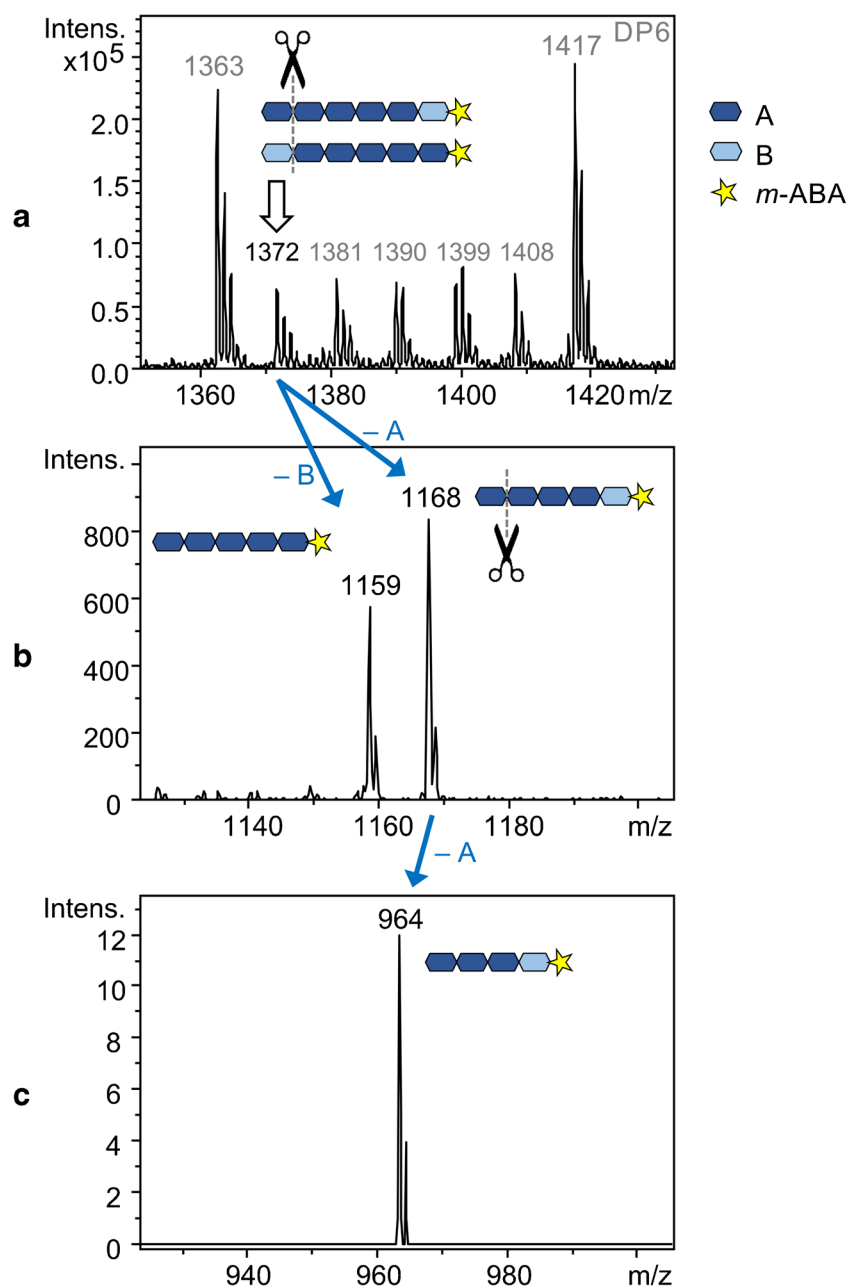 Intens.
x10⁵
DP6
1363
1417
2.0
1.5
1.0
0.5
0.0
1372
1381
1390
1399
1408
1360
1380
1400
1420
m/z
a
A
B
m-ABA
– A
– B
Intens.
800
600
400
200
0
1168
1159
1140
1160
1180
m/z
b
– A
Intens.
12
10
8
6
4
2
0
964
940
960
980
m/z
c